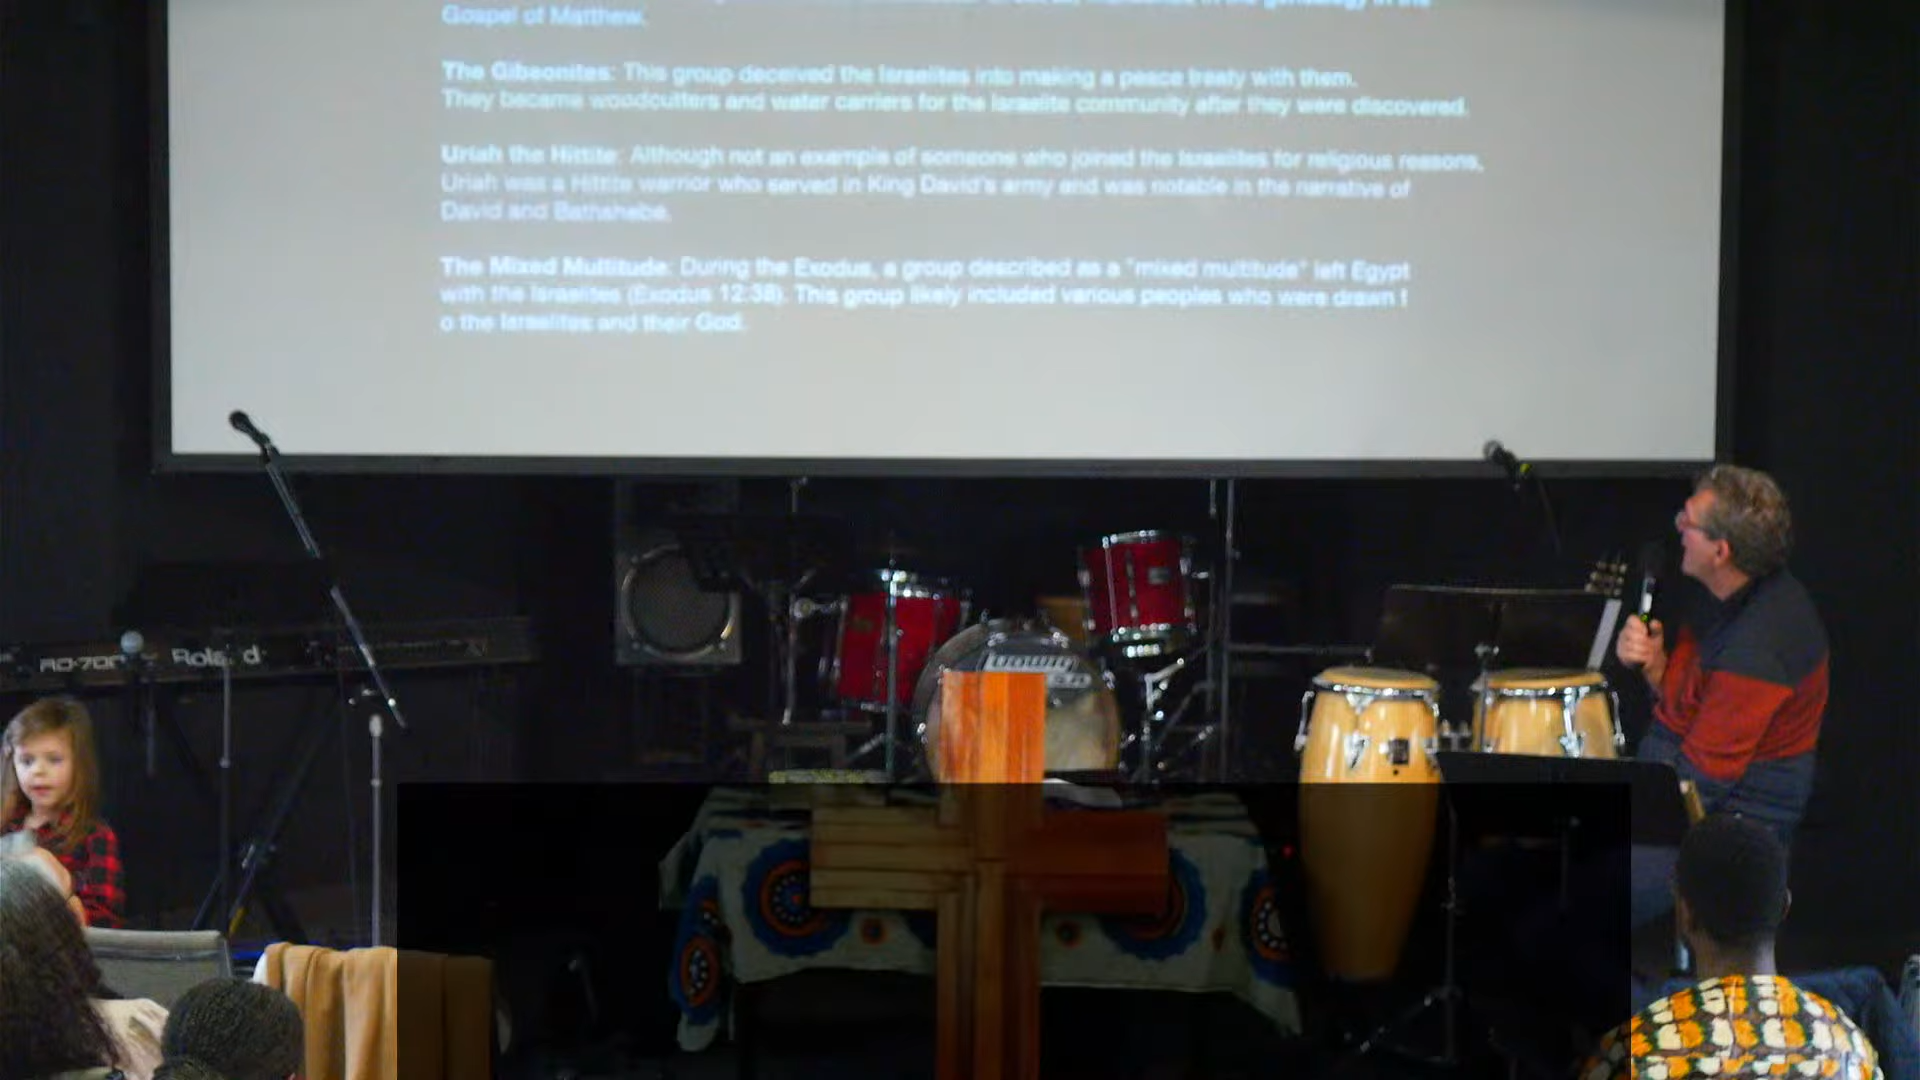 genealogy in the
Gospel of Matthew.
The Gibeonites: This group deceived the Israelites into making a peace treaty with them.
They became woodcutters and water carriers for the Israelite community after they were discovered.
Uriah the Hittite: Although not an example of someone who joined the Israelites for religious reasons,
Uriah was a Hittite warrior who served in King David's army and was notable in the narrative of
David and Bathsheba.
The Mixed Multitude: During the Exodus, a group described as a "mixed multitude" left Egypt
with the Israelites (Exodus 12:38). This group likely included various peoples who were drawn t
o the Israelites and their God.
RD-700
Roland